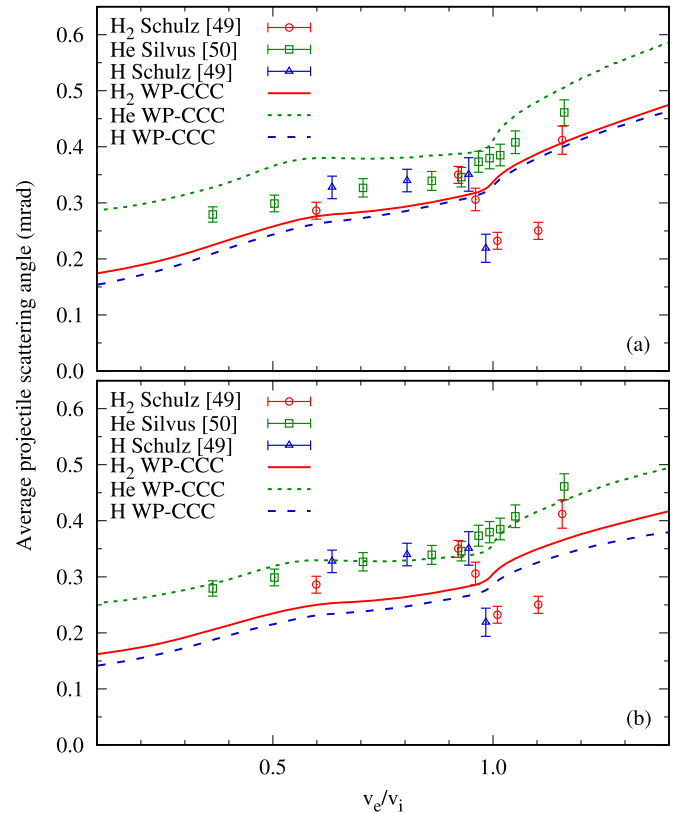 Average projectile scattering angle (mrad)
0.6
0.5
0.4
0.3
0.2
0.1
0.0
H₂ Schulz [49]
He Silvus [50]
H Schulz [49]
H₂ WP-CCC
He WP-CCC
H WP-CCC
(a)
0.6
0.5
0.4
0.3
0.2
0.1
0.0
H₂ Schulz [49]
He Silvus [50]
H Schulz [49]
H₂ WP-CCC
He WP-CCC
H WP-CCC
(b)
0.5 1.0
vₑ/vᵢ